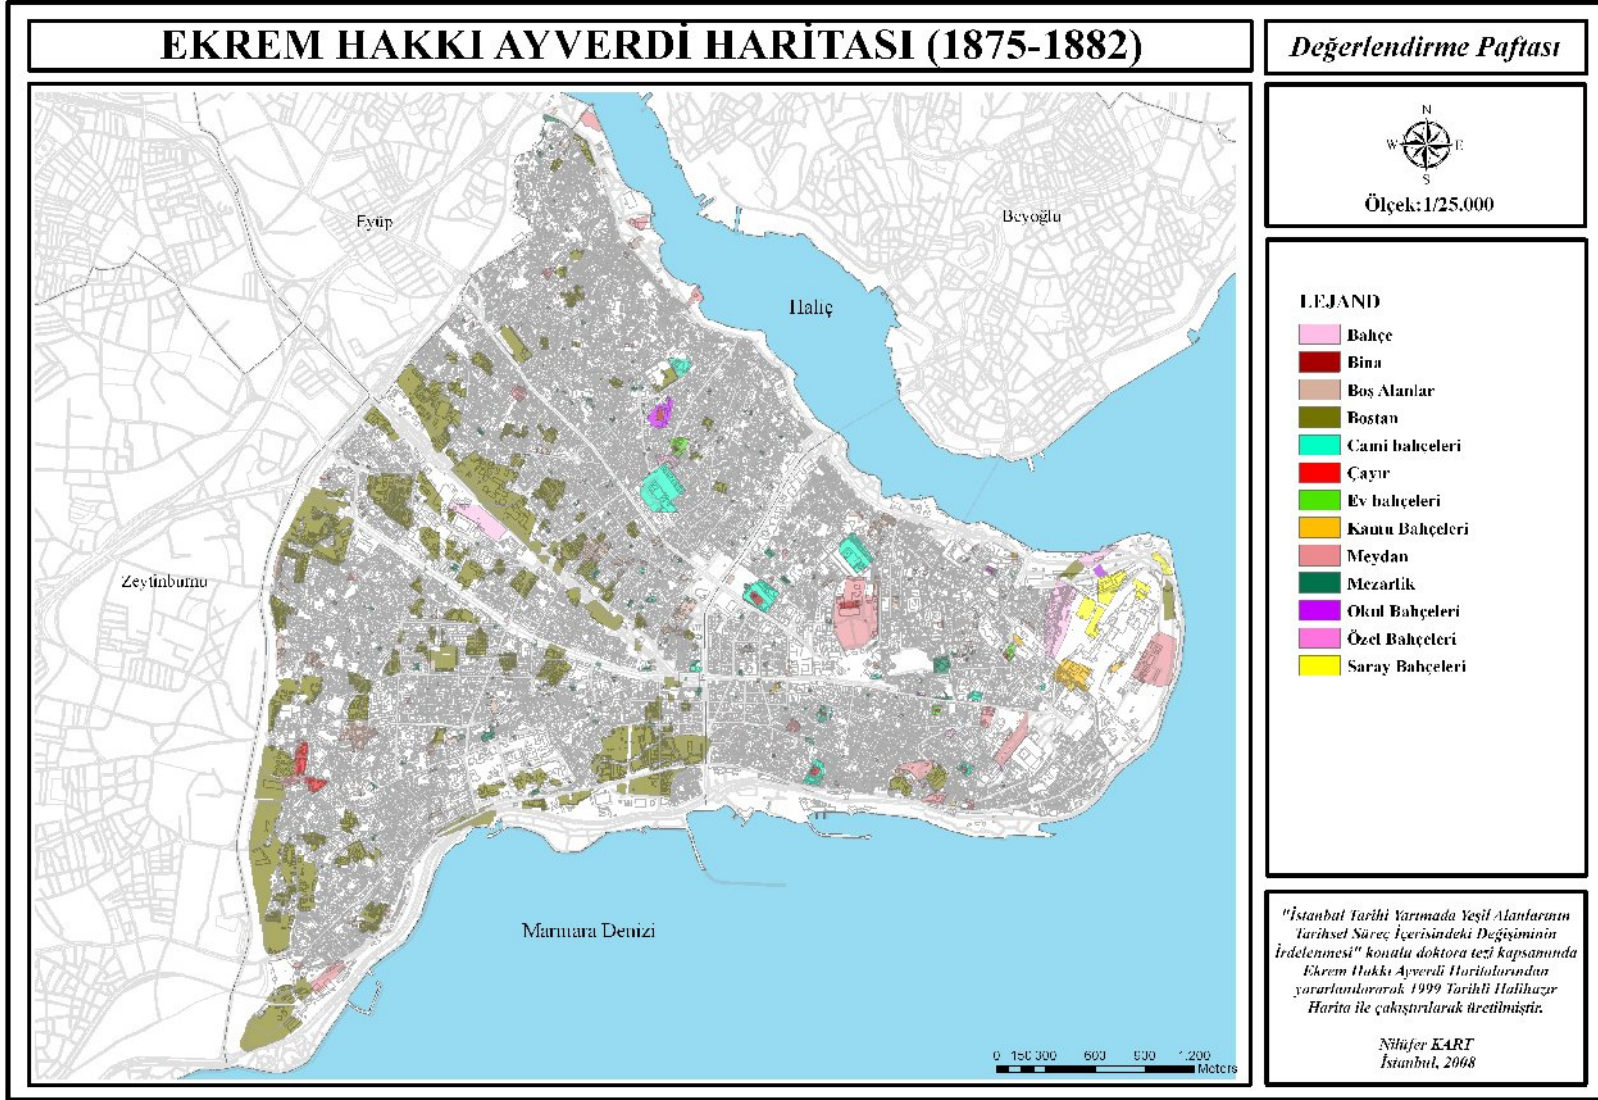 EKREM HAKKI AYVERDİ HARİTASI (1875-1882)
Değerlendirme Paftası
N
W E
S
Ölçek:1/25.000
Eyüp
Beyoğlu
Haliç
Zeytinburnu
Marmara Denizi
LEJAND
Bahçe
Bina
Boş Alanlar
Bostan
Cami bahçeleri
Çayır
Ev bahçeleri
Kamu Bahçeleri
Meydan
Mezarlik
Okul Bahçeleri
Özel Bahçeleri
Saray Bahçeleri
0 150 300 600 900 1.200
Meters
"İstanbul Tarihi Yarımada Yeşil Alanlarının
Tarihsel Süreç İçerisindeki Değişiminin
İrdelenmesi" konulu doktora tezi kapsamında
Ekrem Hakkı Ayverdi Haritalarından
yararlanılararak 1999 Tarihli Halihazır
Harita ile çakıştırılarak üretilmiştir.
Nilüfer KART
İstanbul, 2008